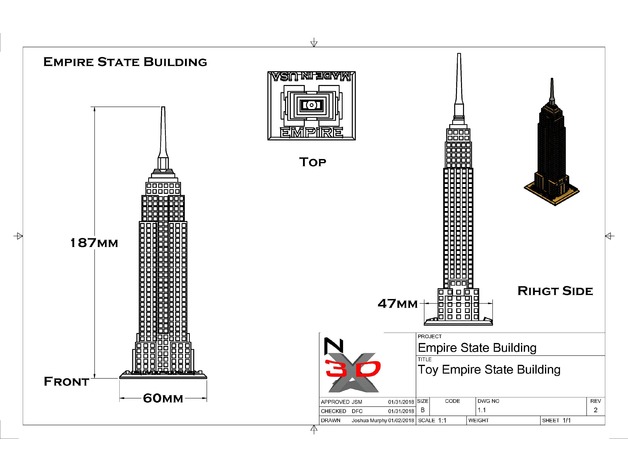 EMPIRE STATE BUILDING
MADE IN USA
EMPIRE
TOP
187MM
47MM
RIHGT SIDE
FRONT
60MM
N
X
3D
PROJECT
Empire State Building
TITLE
Toy Empire State Building
APPROVED JSM 01/31/2018
CHECKED DFC 01/31/2018
DRAWN Joshua Murphy 01/02/2018
SIZE B
CODE
DWG NO 1.1
REV 2
SCALE 1:1
WEIGHT
SHEET 1/1